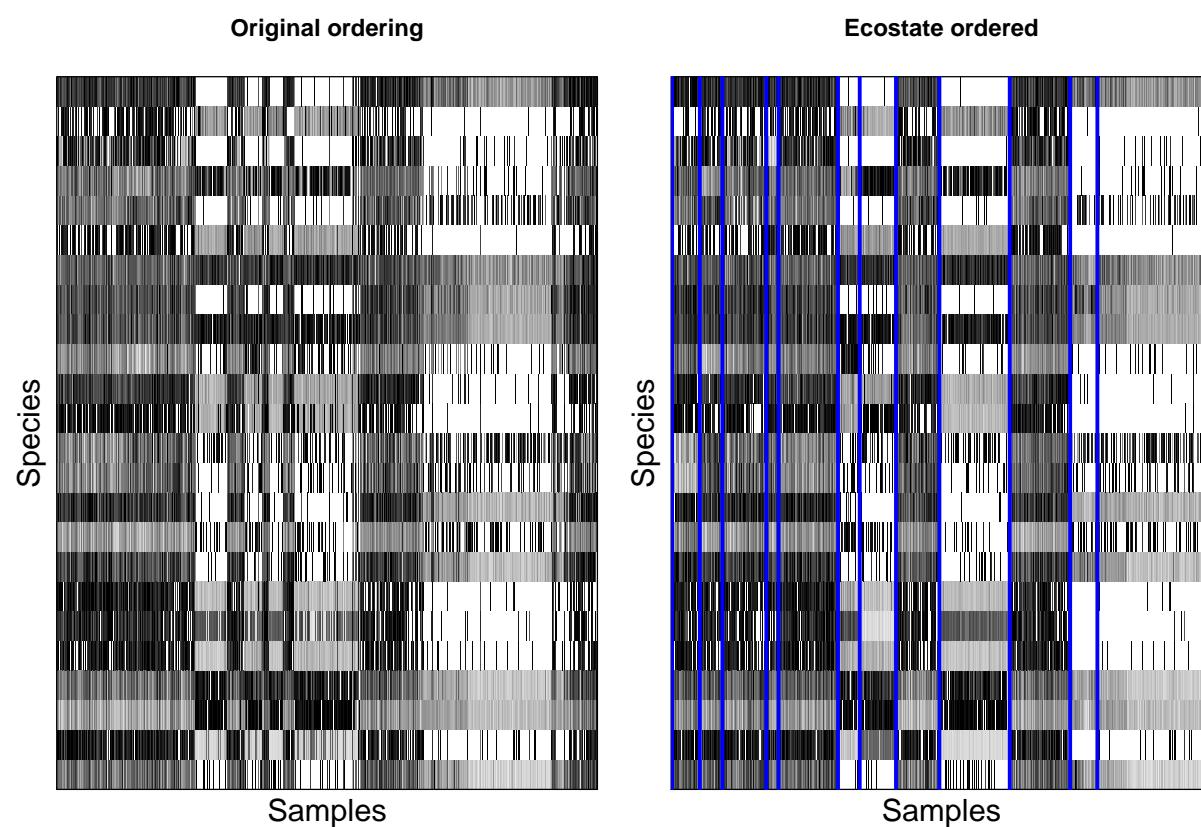 Original ordering
Species
Samples
Ecostate ordered
Species
Samples